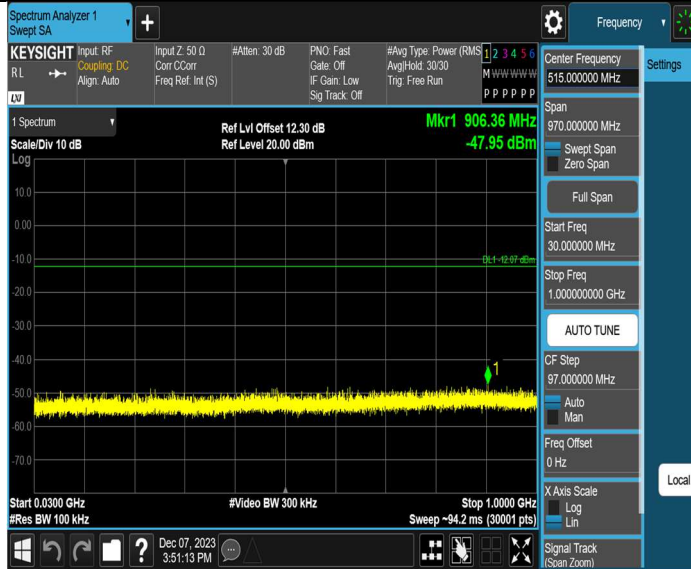 Spectrum Analyzer 1
Swept SA
+
Frequency
KEYSIGHT
RL
LXI
Input: RF
Coupling: DC
Align: Auto
Input Z: 50 Ω
Corr CCorr
Freq Ref: Int (S)
#Atten: 30 dB
PNO: Fast
Gate: Off
IF Gain: Low
Sig Track: Off
#Avg Type: Power (RMS
Avg|Hold: 30/30
Trig: Free Run
1 2 3 4 5 6
M W W W W W
P P P P P P
Center Frequency
515.000000 MHz
Settings
Span
970.000000 MHz
Swept Span
Zero Span
Full Span
Start Freq
30.000000 MHz
Stop Freq
1.000000000 GHz
AUTO TUNE
CF Step
97.000000 MHz
Auto
Man
Freq Offset
0 Hz
X Axis Scale
Log
Lin
Signal Track
(Span Zoom)
Local
1 Spectrum
Scale/Div 10 dB
Log
Ref Lvl Offset 12.30 dB
Ref Level 20.00 dBm
Mkr1 906.36 MHz
-47.95 dBm
10.0
0.00
-10.0
-20.0
-30.0
-40.0
-50.0
-60.0
-70.0
DL1 -12.07 dBm
1
Start 0.0300 GHz
#Res BW 100 kHz
#Video BW 300 kHz
Stop 1.0000 GHz
Sweep ~94.2 ms (30001 pts)
?
Dec 07, 2023
3:51:13 PM